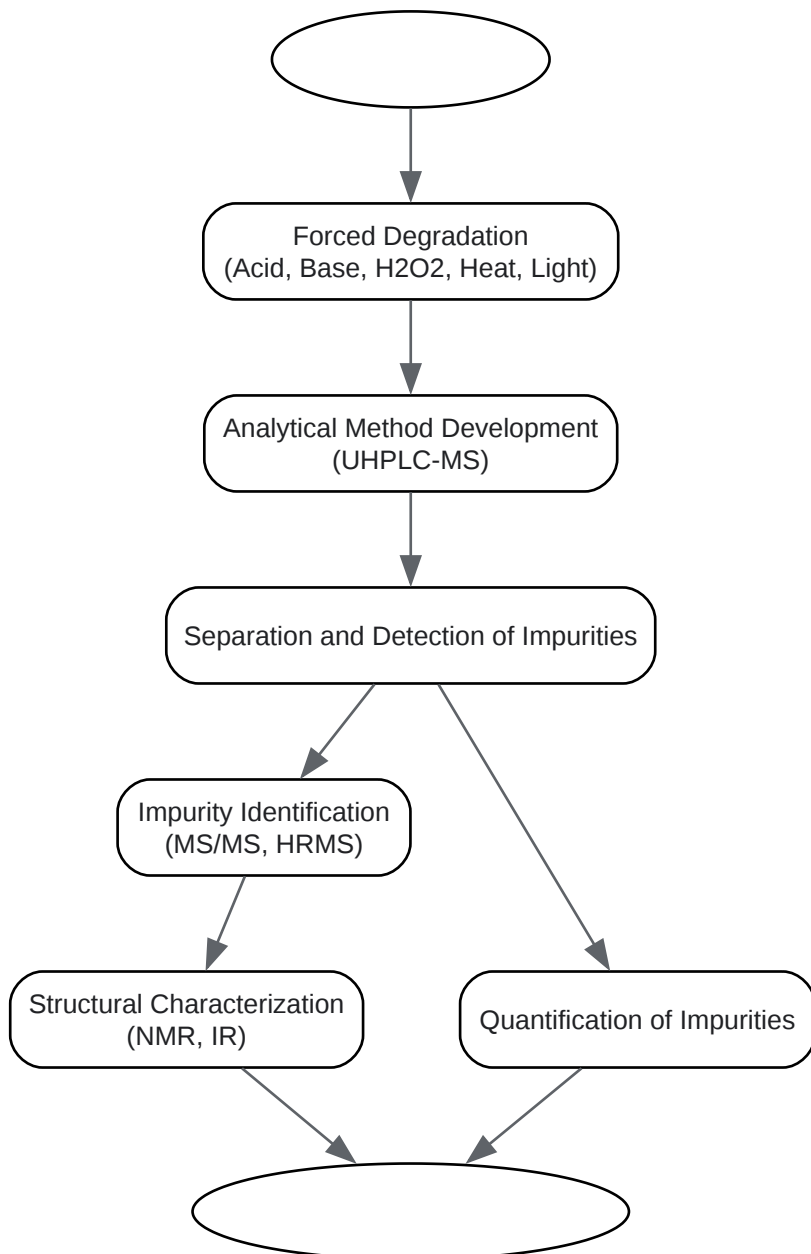 Forced Degradation
(Acid, Base, H2O2, Heat, Light)
Analytical Method Development
(UHPLC-MS)
Separation and Detection of Impurities
Impurity Identification
(MS/MS, HRMS)
Structural Characterization
(NMR, IR)
Quantification of Impurities